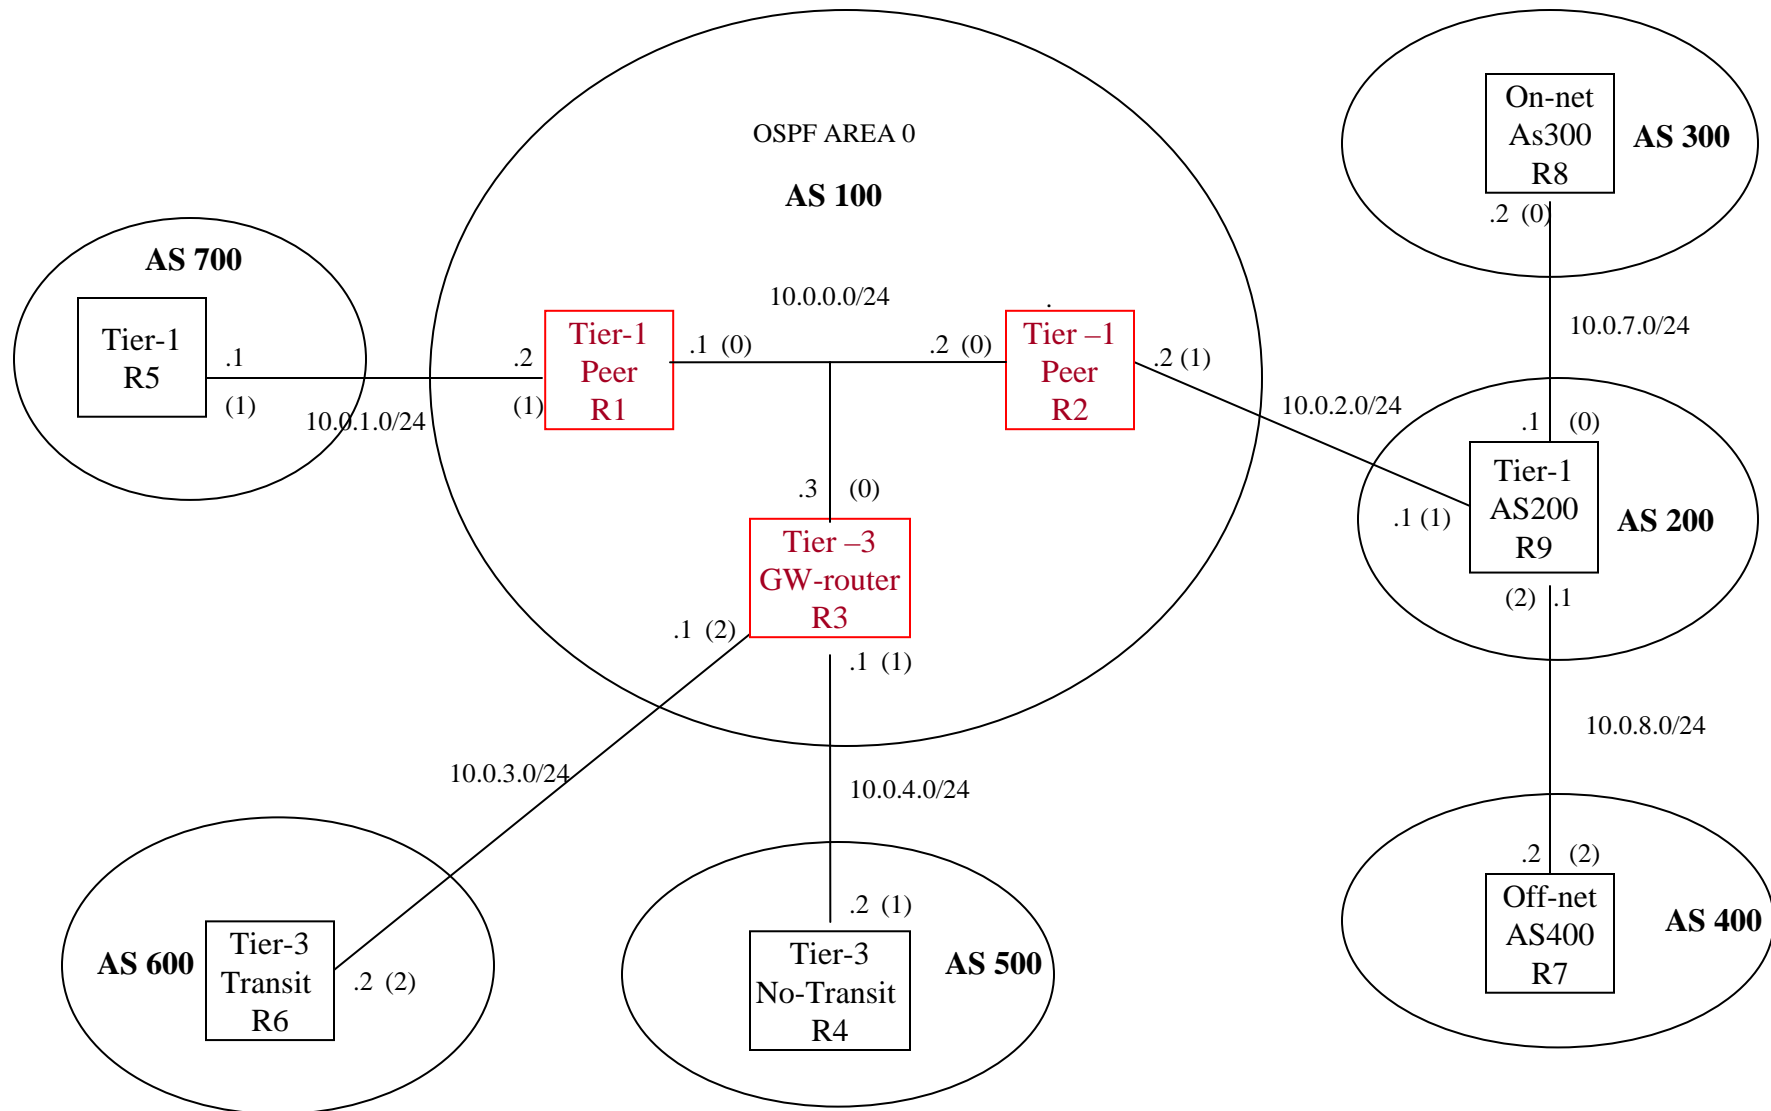 OSPF AREA 0
AS 100
AS 700
Tier-1
R5
.1
(1)
10.0.1.0/24
.2
(1)
Tier-1
Peer
R1
.1 (0)
10.0.0.0/24
.2 (0)
.
Tier –1
Peer
R2
.2 (1)
10.0.2.0/24
.3 (0)
Tier –3
GW-router
R3
.1 (2)
.1 (1)
On-net
As300
R8
AS 300
.2 (0)
10.0.7.0/24
.1 (0)
Tier-1
AS200
R9
AS 200
.1 (1)
(2) .1
10.0.8.0/24
.2 (2)
Off-net
AS400
R7
AS 400
10.0.3.0/24
10.0.4.0/24
AS 600
Tier-3
Transit
R6
.2 (2)
.2 (1)
Tier-3
No-Transit
R4
AS 500